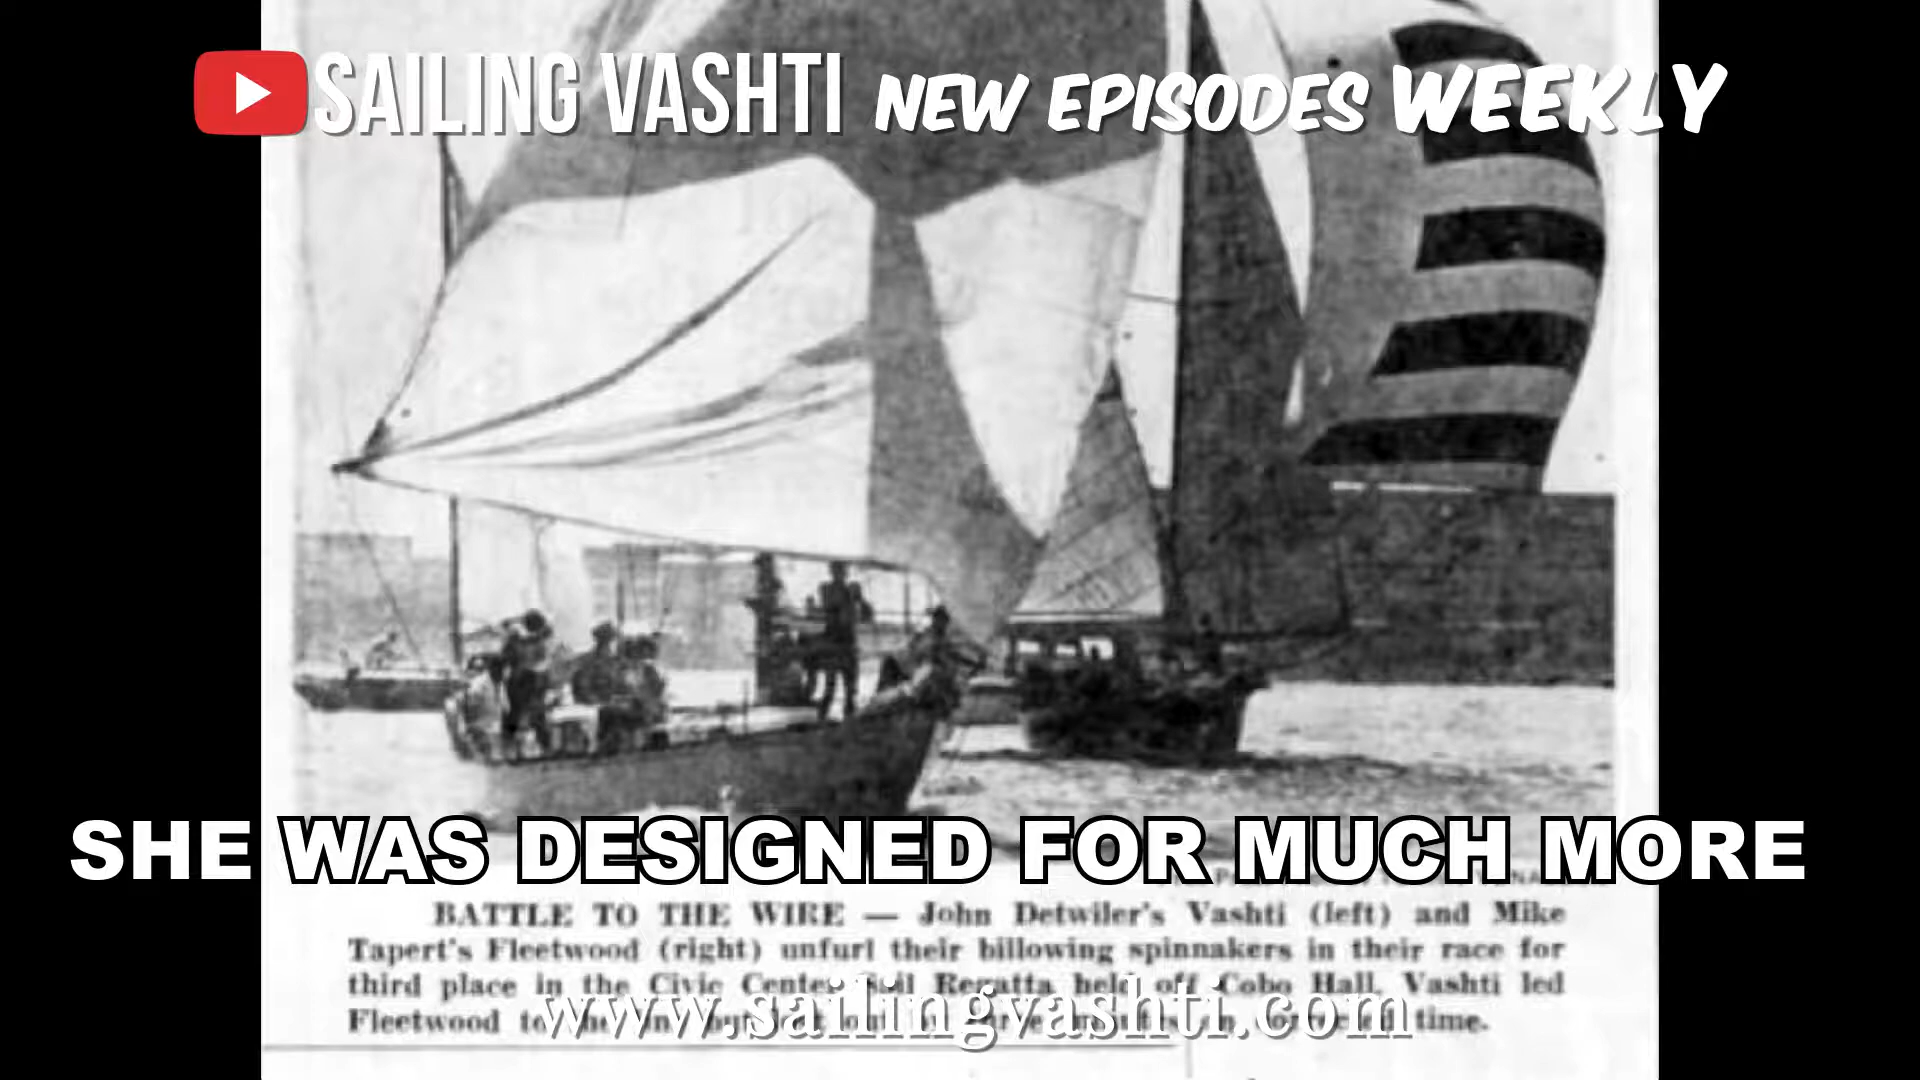 SAILING VASHTI NEW EPISODES WEEKLY
SHE WAS DESIGNED FOR MUCH MORE
BATTLE TO THE WIRE — John Detwiler's Vashti (left) and Mike
Tapert's Fleetwood (right) unfurl their billowing spinnakers in their race for
third place in the Civic Center Sail Regatta held off Cobo Hall. Vashti led
Fleetwood to time.
www.sailingvashti.com